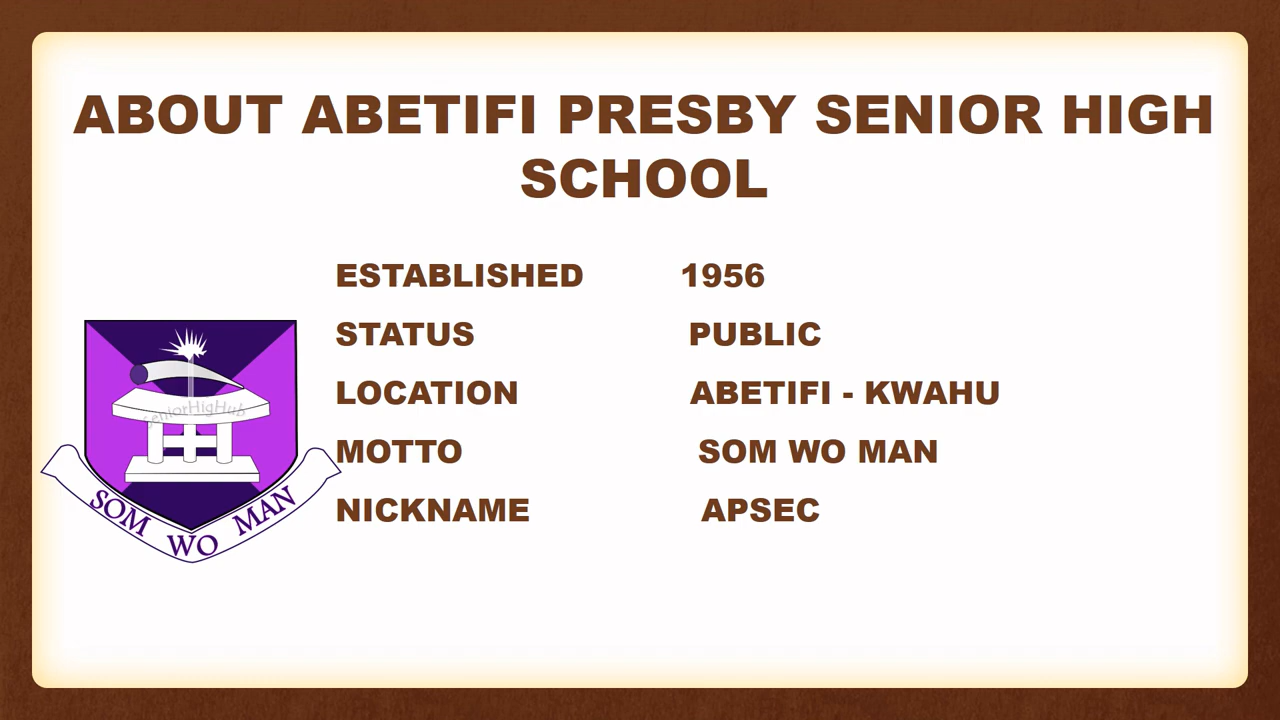 ABOUT ABETIFI PRESBY SENIOR HIGH
SCHOOL
ESTABLISHED 1956
STATUS PUBLIC
LOCATION ABETIFI - KWAHU
MOTTO SOM WO MAN
NICKNAME APSEC
SeniorHigHub
SOM WO MAN